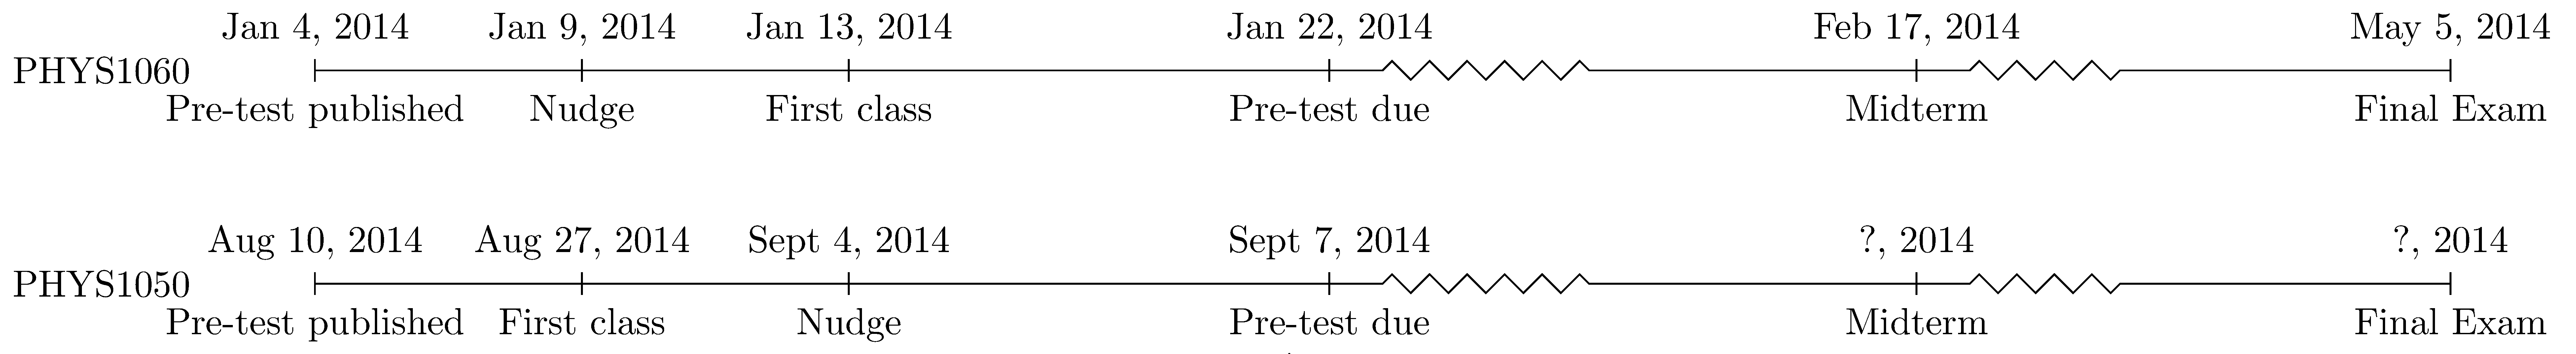 Jan 4, 2014 Jan 9, 2014 Jan 13, 2014 Jan 22, 2014 Feb 17, 2014 May 5, 2014
PHYS1060
Pre-test published Nudge First class Pre-test due Midterm Final Exam
Aug 10, 2014 Aug 27, 2014 Sept 4, 2014 Sept 7, 2014 ?, 2014 ?, 2014
PHYS1050
Pre-test published First class Nudge Pre-test due Midterm Final Exam